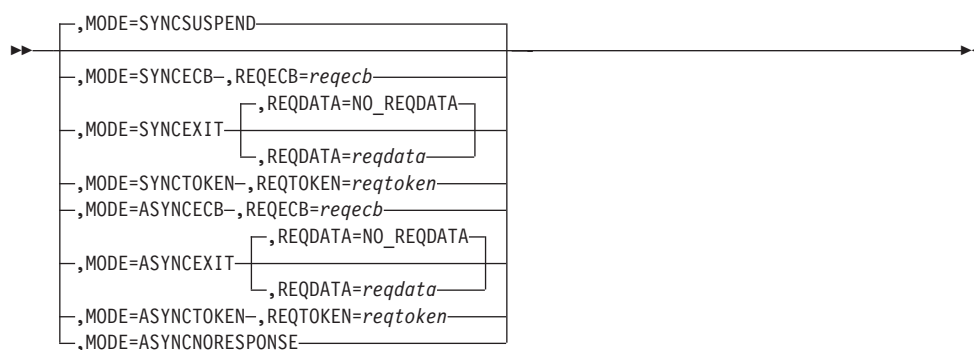 ,MODE=SYNCSUSPEND
,MODE=SYNCECB ,REQECB=reqecb
,REQDATA=NO_REQDATA
,MODE=SYNCEXIT
,REQDATA=reqdata
,MODE=SYNCTOKEN ,REQTOKEN=reqtoken
,MODE=ASYNCECB ,REQECB=reqecb
,REQDATA=NO_REQDATA
,MODE=ASYNCEXIT
,REQDATA=reqdata
,MODE=ASYNCTOKEN ,REQTOKEN=reqtoken
,MODE=ASYNCNORESPONSE